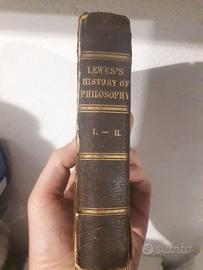 LEWES'S
HISTORY OF
PHILOSOPHY
I. – II.
subito